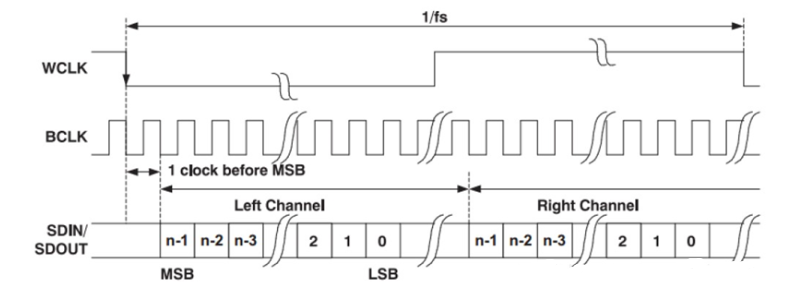 1/fs
WCLK
BCLK
1 clock before MSB
Left Channel
Right Channel
SDIN/
SDOUT
n-1 n-2 n-3 2 1 0 n-1 n-2 n-3 2 1 0
MSB LSB